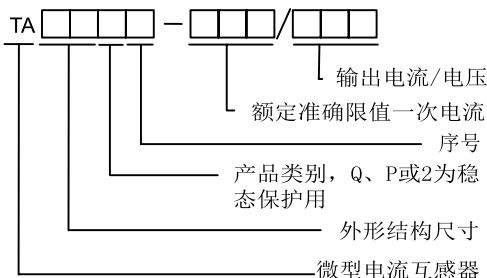 TA□□□□-□□□/□□□
输出电流/电压
额定准确限值一次电流
序号
产品类别，Q、P或2为稳
态保护用
外形结构尺寸
微型电流互感器